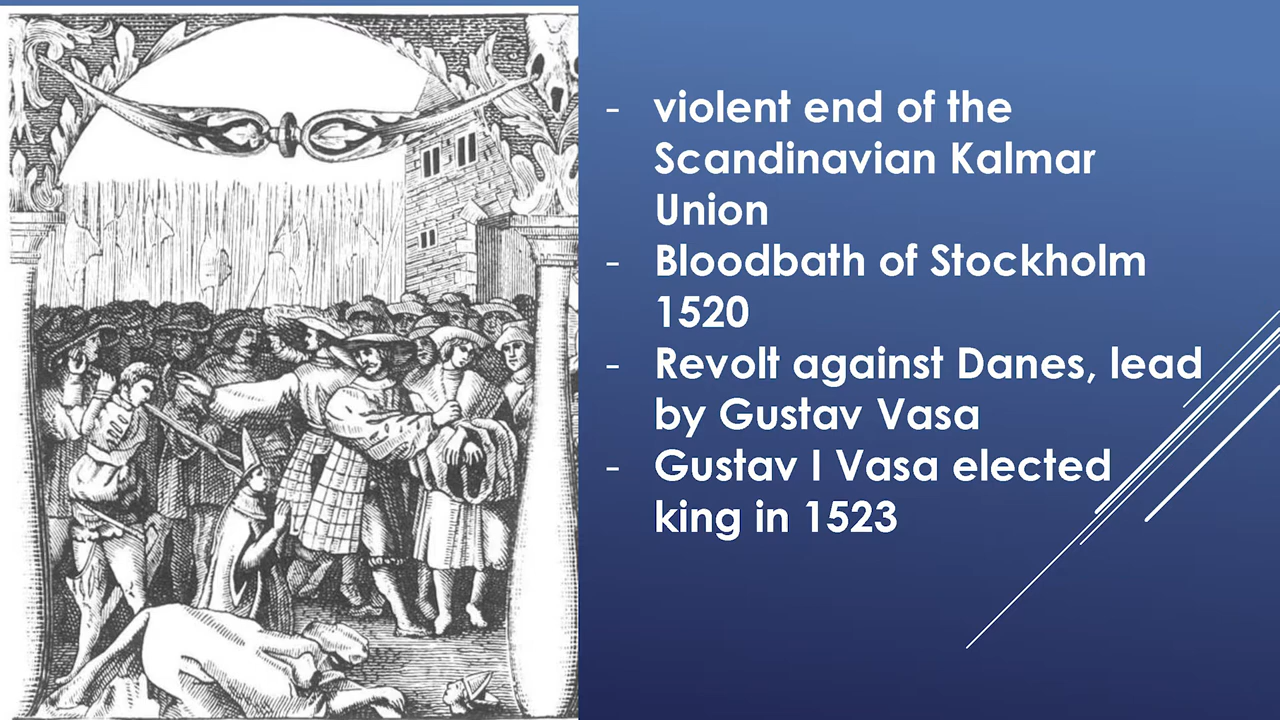 - violent end of the
Scandinavian Kalmar
Union
- Bloodbath of Stockholm
1520
- Revolt against Danes, lead
by Gustav Vasa
- Gustav I Vasa elected
king in 1523